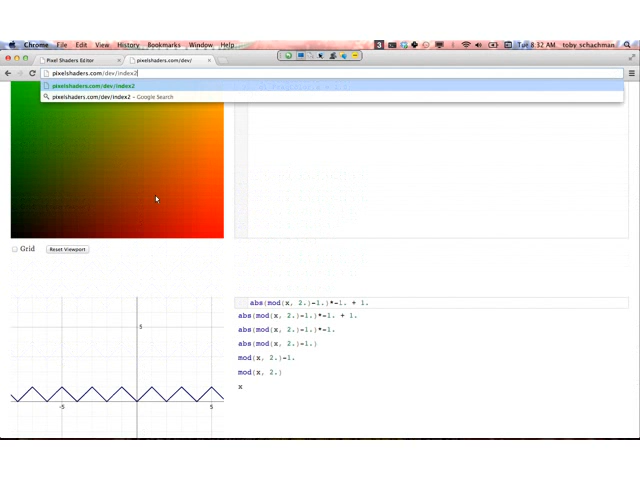 Chrome File Edit View History Bookmarks Window Help 3 Tue 8:32 AM toby schachman
Pixel Shaders Editor × pixelshaders.com/dev/ ×
pixelshaders.com/dev/index2
pixelshaders.com/dev/index2
pixelshaders.com/dev/index2 – Google Search
Grid Reset Viewport
abs(mod(x, 2.)-1.)*-1. + 1.
5
abs(mod(x, 2.)-1.)*-1. + 1.
abs(mod(x, 2.)-1.)*-1.
abs(mod(x, 2.)-1.)
mod(x, 2.)-1.
mod(x, 2.)
x
-5 5